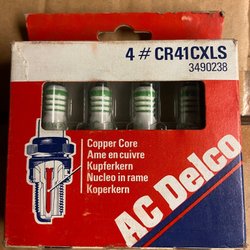 4 # CR41CXLS
3490238
Copper Core
Ame en cuivre
Kupferkern
Nucleo in rame
Koperkern
AC Delco